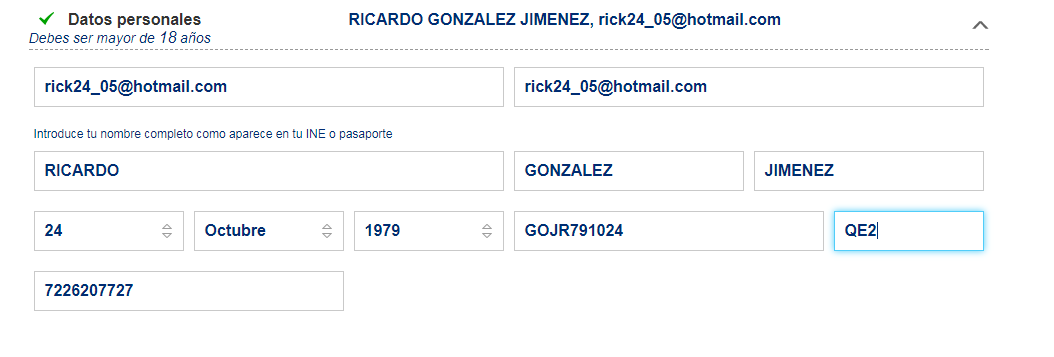 Datos personales RICARDO GONZALEZ JIMENEZ, rick24_05@hotmail.com
Debes ser mayor de 18 años
rick24_05@hotmail.com rick24_05@hotmail.com
Introduce tu nombre completo como aparece en tu INE o pasaporte
RICARDO GONZALEZ JIMENEZ
24 Octubre 1979 GOJR791024 QE2
7226207727